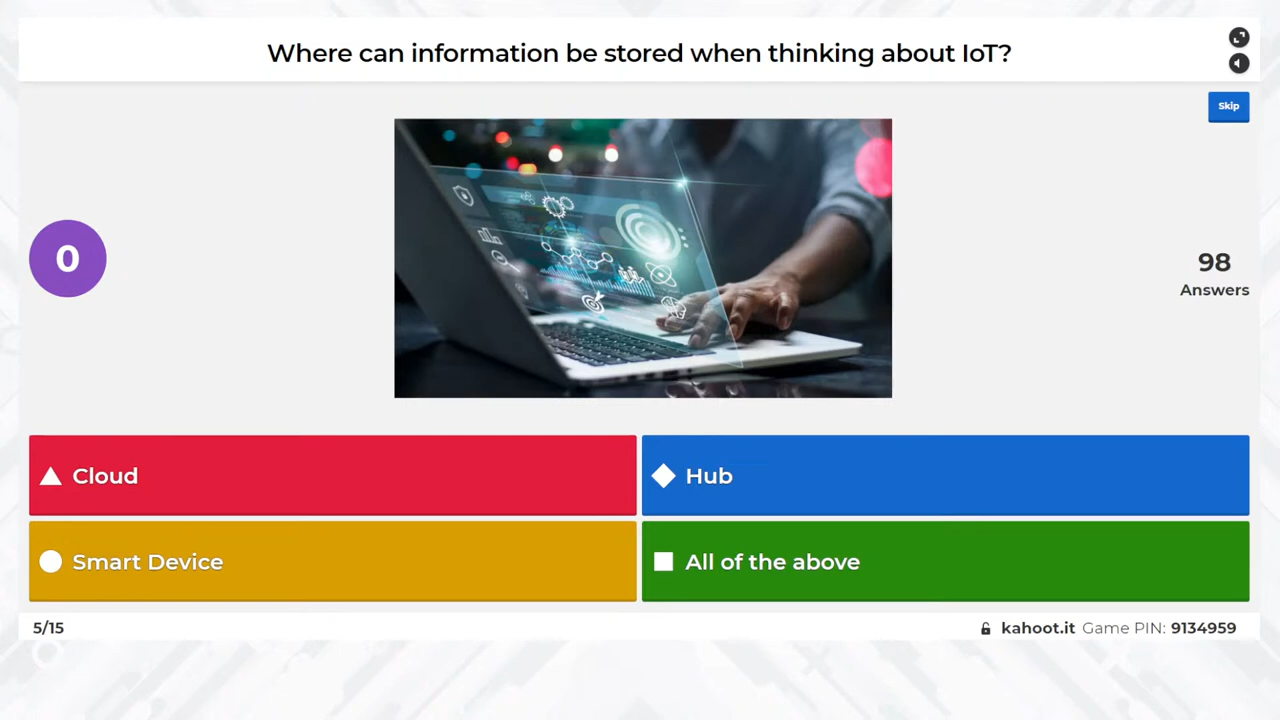 Where can information be stored when thinking about IoT?
Skip
0
98
Answers
Cloud
Hub
Smart Device
All of the above
5/15
kahoot.it Game PIN: 9134959